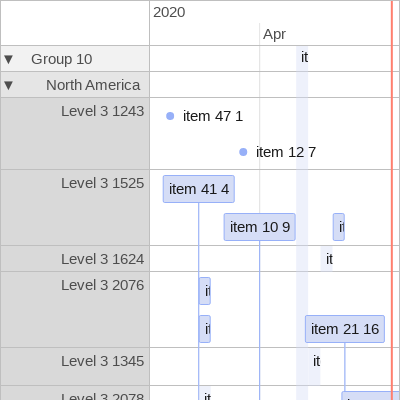 2020
Apr
▼ Group 10
it
▼ North America
Level 3 1243
item 47 1
item 12 7
Level 3 1525
item 41 4
item 10 9
it
Level 3 1624
it
Level 3 2076
it
it
item 21 16
Level 3 1345
it
Level 3 2078
it